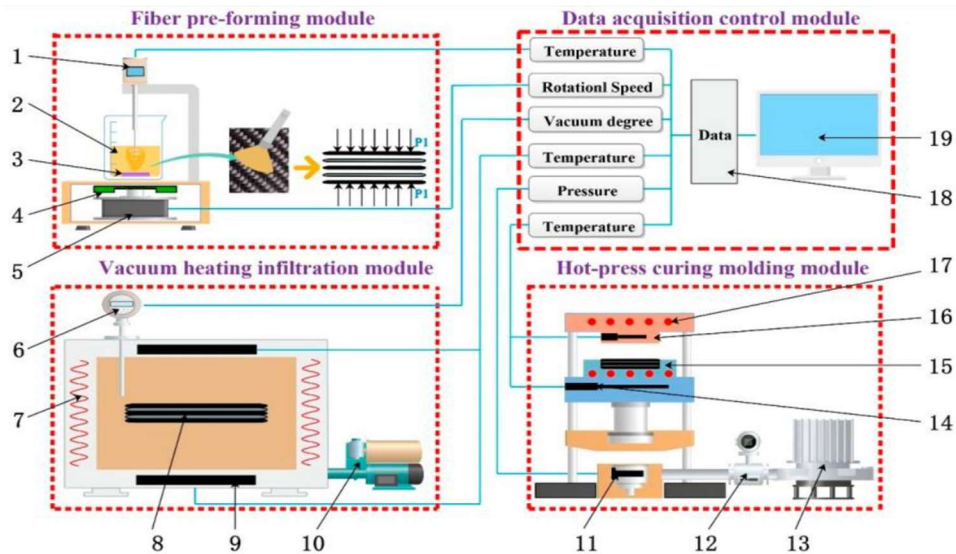 Fiber pre-forming module
Data acquisition control module
1
2
3
4
5
P1
P1
Temperature
Rotationl Speed
Vacuum degree
Temperature
Pressure
Temperature
Data
19
18
Vacuum heating infiltration module
Hot-press curing molding module
6
7
8
9
10
17
16
15
14
11
12
13